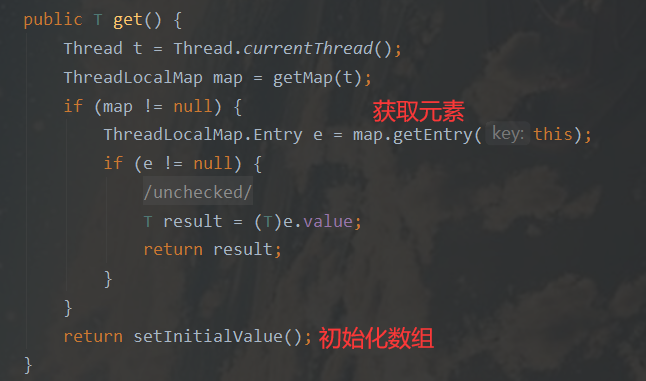 public T get() {
Thread t = Thread.currentThread();
ThreadLocalMap map = getMap(t);
if (map != null) {
获取元素
ThreadLocalMap.Entry e = map.getEntry( key: this);
if (e != null) {
/unchecked/
T result = (T)e.value;
return result;
}
}
return setInitialValue(); 初始化数组
}